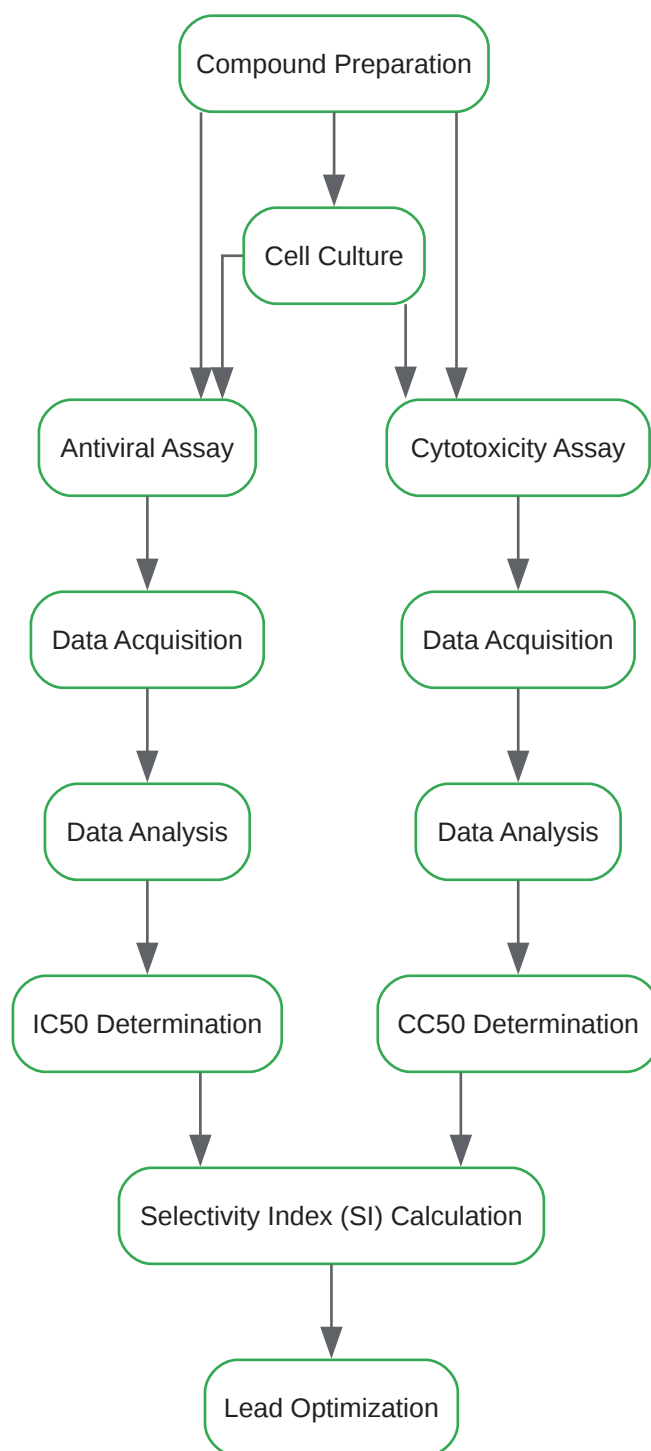 Compound Preparation
Cell Culture
Antiviral Assay
Cytotoxicity Assay
Data Acquisition
Data Acquisition
Data Analysis
Data Analysis
IC50 Determination
CC50 Determination
Selectivity Index (SI) Calculation
Lead Optimization